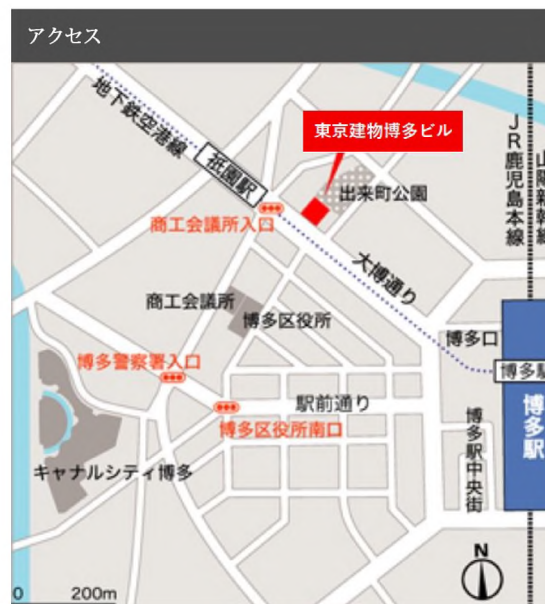 アクセス
地下鉄空港線
祇園駅
東京建物博多ビル
出来町公園
JR鹿児島本線
山陽新幹線
商工会議所入口
大博通り
商工会議所
博多区役所
博多口
博多警察署入口
博多駅
駅前通り
博多区役所南口
博多駅中央街
博多駅
キャナルシティ博多
N
0 200m